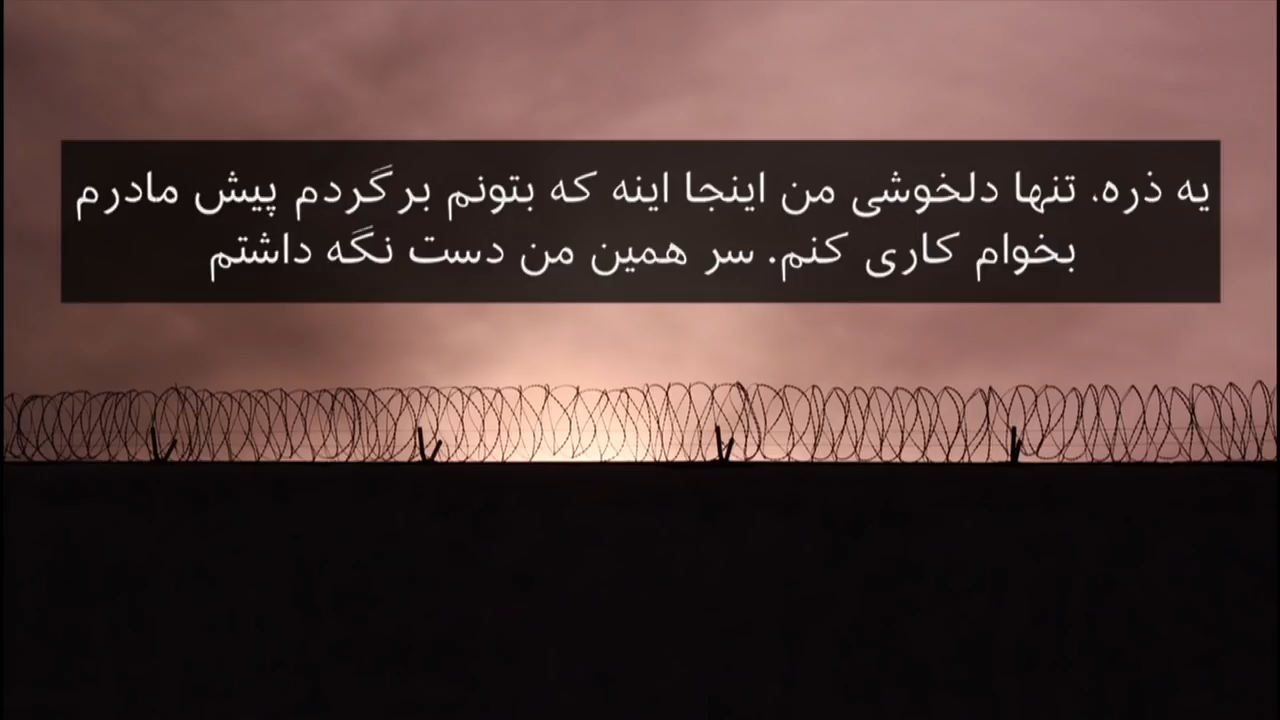 یه ذره. تنها دلخوشی من اینجا اینه که بتونم برگردم پیش مادرم
بخوام کاری کنم. سر همین من دست نگه داشتم